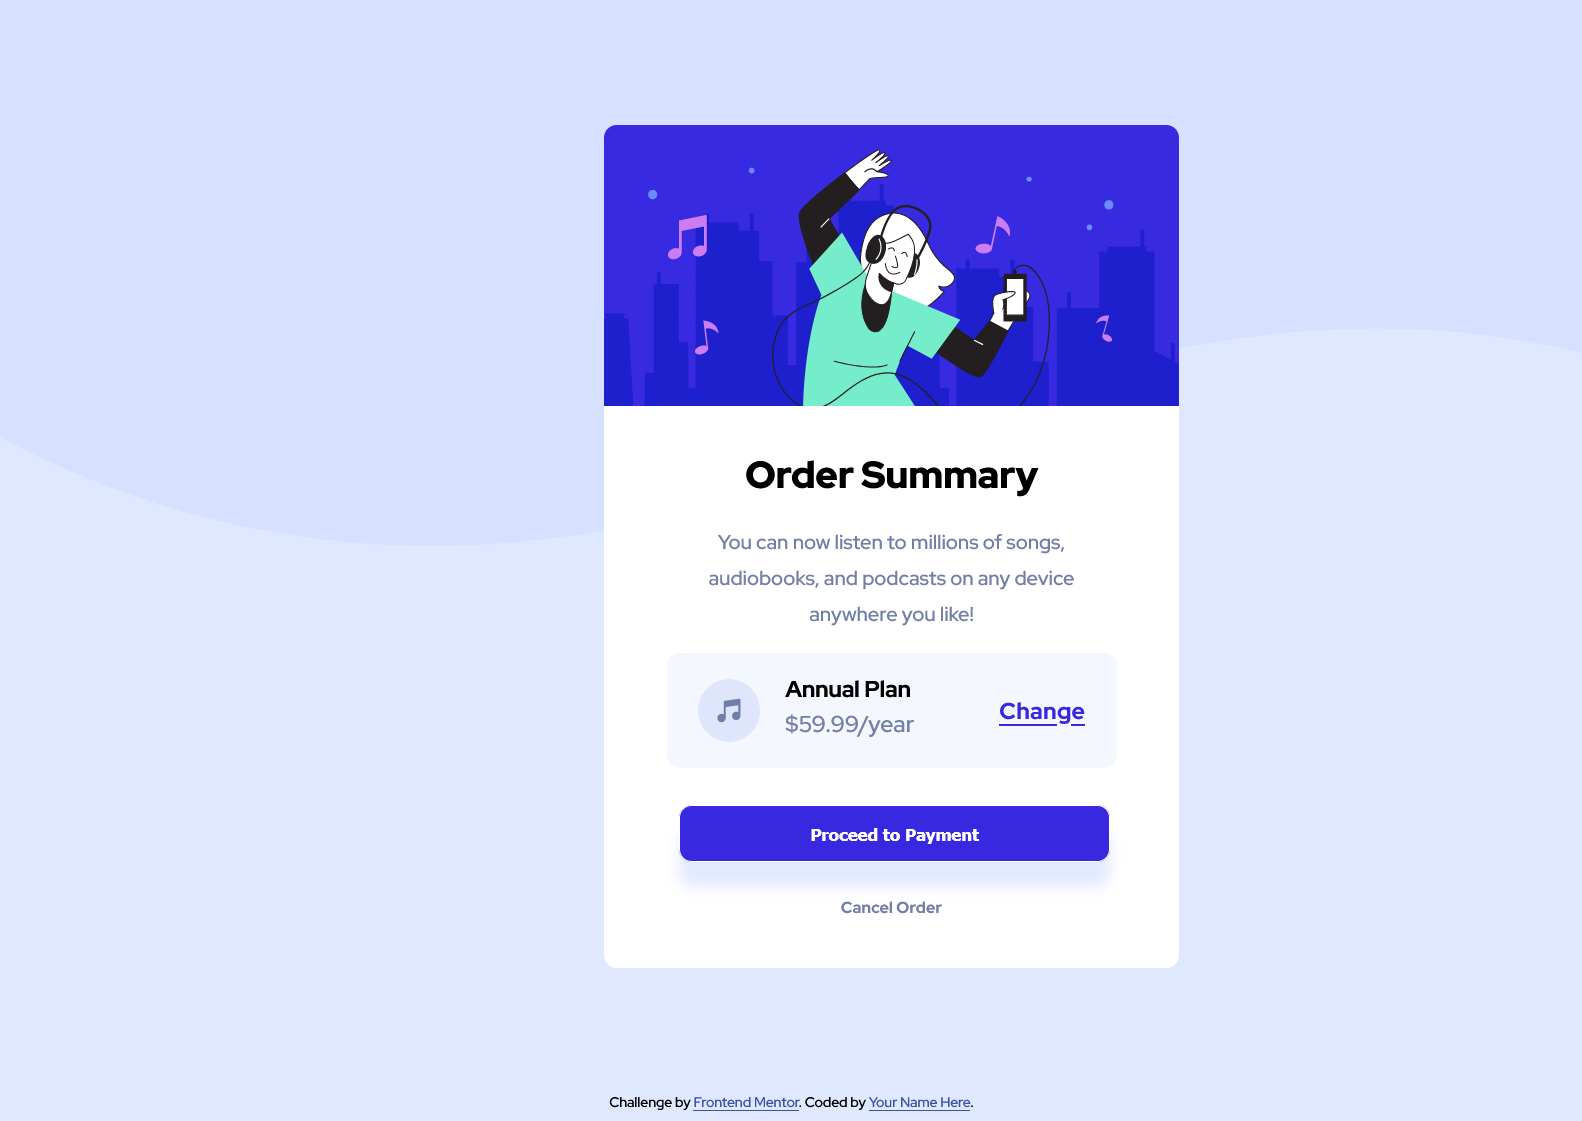 Order Summary
You can now listen to millions of songs,
audiobooks, and podcasts on any device
anywhere you like!
Annual Plan
$59.99/year
Change
Proceed to Payment
Cancel Order
Challenge by Frontend Mentor. Coded by Your Name Here.